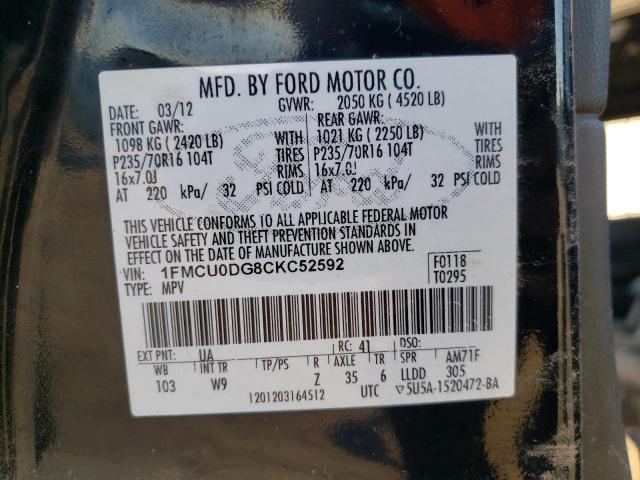 MFD. BY FORD MOTOR CO.
DATE: 03/12 GVWR: 2050 KG (4520 LB)
FRONT GAWR: REAR GAWR:
1098 KG (2420 LB) WITH 1021 KG (2250 LB) WITH
P235/70R16 104T TIRES P235/70R16 104T TIRES
16x7.0J RIMS 16x7.0J RIMS
AT 220 kPa/ 32 PSI COLD AT 220 kPa/ 32 PSI COLD
THIS VEHICLE CONFORMS TO ALL APPLICABLE FEDERAL MOTOR
VEHICLE SAFETY AND THEFT PREVENTION STANDARDS IN
EFFECT ON THE DATE OF MANUFACTURE SHOWN ABOVE.
VIN: 1FMCU0DG8CKC52592 F0118
TYPE: MPV T0295
EXT PNT: UA RC: 41 DSO:
WB INT TR TP/PS R AXLE TR SPR AM71F
103 W9 Z 35 6 LLDD 305
1201203164512 UTC ▽5U5A-1520472-BA
Ford